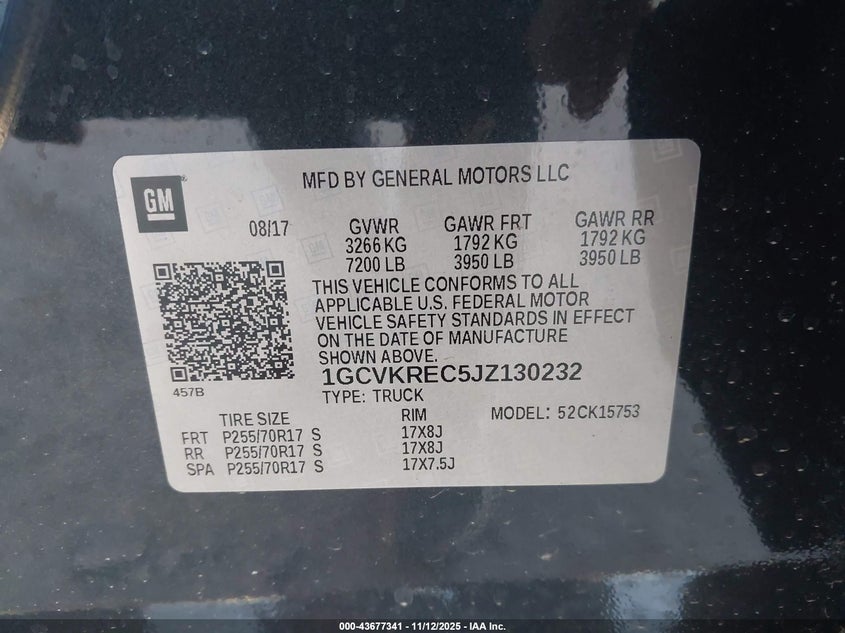 GM
MFD BY GENERAL MOTORS LLC
08/17
GVWR GAWR FRT GAWR RR
3266 KG 1792 KG 1792 KG
7200 LB 3950 LB 3950 LB
THIS VEHICLE CONFORMS TO ALL
APPLICABLE U.S. FEDERAL MOTOR
VEHICLE SAFETY STANDARDS IN EFFECT
ON THE DATE OF MANUFACTURE
SHOWN ABOVE.
1GCVKREC5JZ130232
457B
TYPE: TRUCK
TIRE SIZE RIM MODEL: 52CK15753
FRT P255/70R17 S 17X8J
RR P255/70R17 S 17X8J
SPA P255/70R17 S 17X7.5J
000-43677341 - 11/12/2025 - IAA Inc.